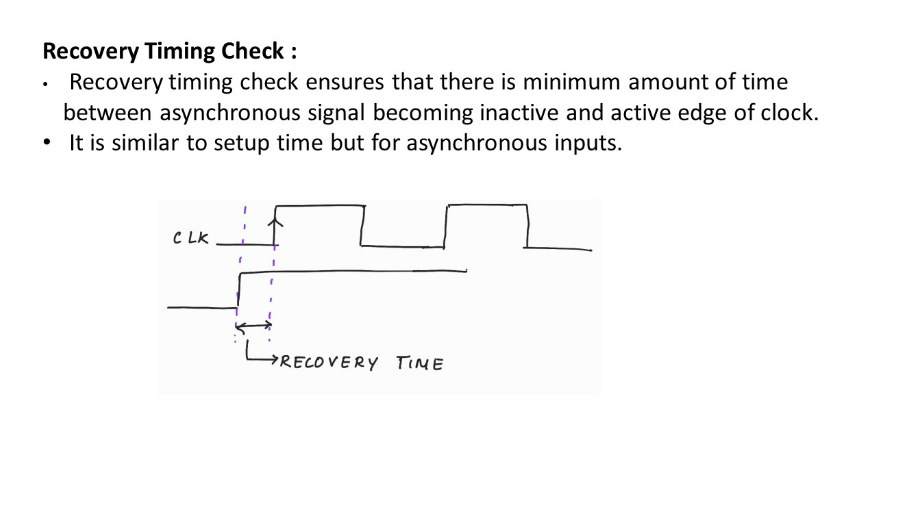 Recovery Timing Check :
• Recovery timing check ensures that there is minimum amount of time
between asynchronous signal becoming inactive and active edge of clock.
• It is similar to setup time but for asynchronous inputs.
CLK
RECOVERY TIME